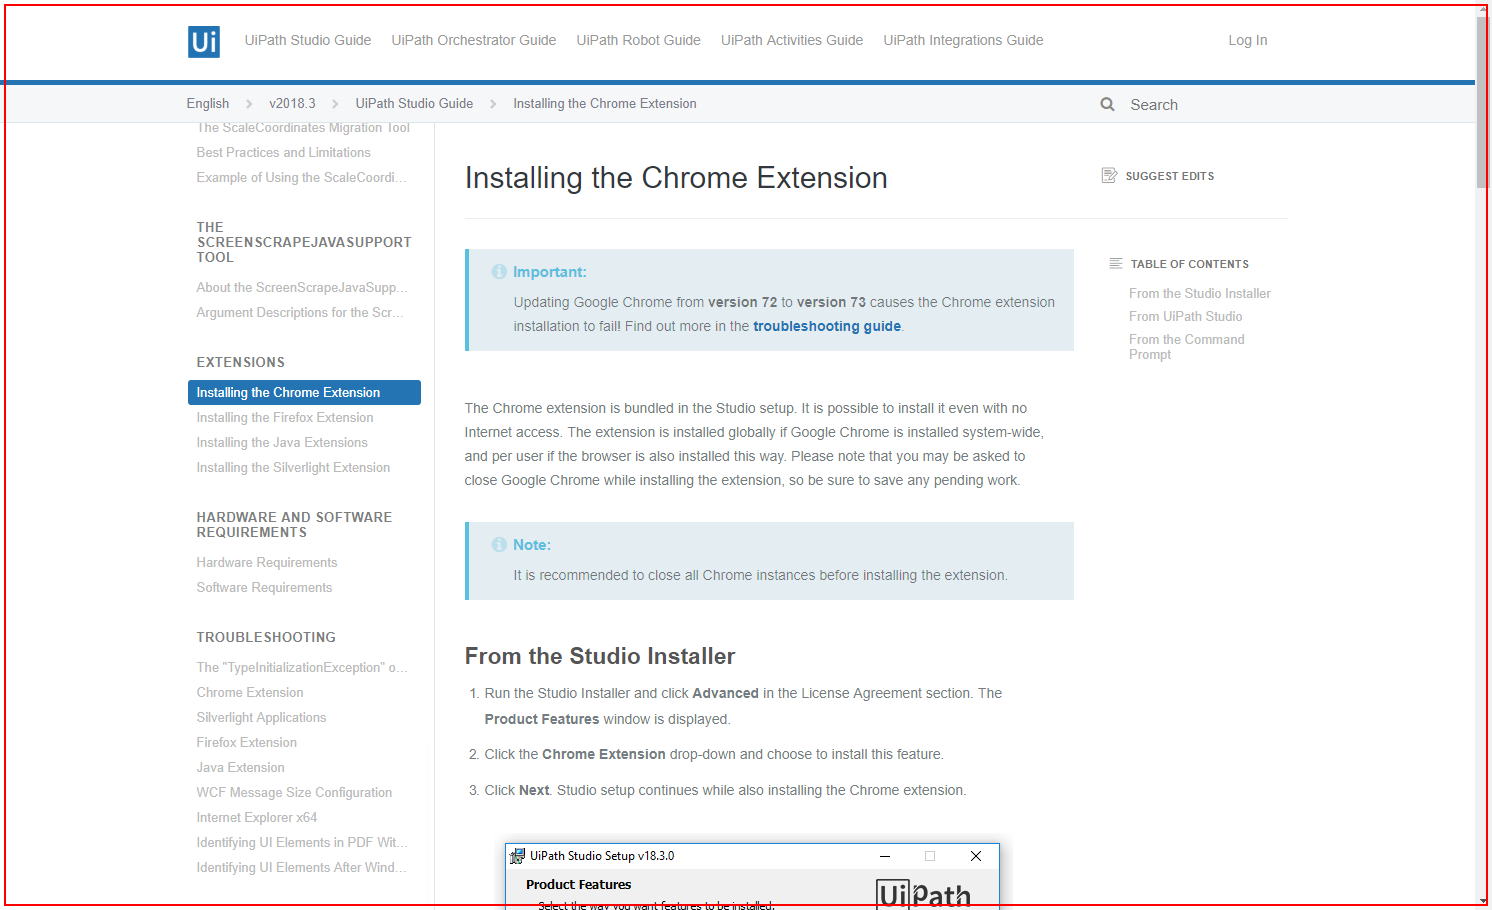 Ui UiPath Studio Guide UiPath Orchestrator Guide UiPath Robot Guide UiPath Activities Guide UiPath Integrations Guide Log In
English v2018.3 UiPath Studio Guide Installing the Chrome Extension Search
The ScaleCoordinates Migration Tool
Best Practices and Limitations
Example of Using the ScaleCoordi...
THE
SCREENSCRAPEJAVASUPPORT
TOOL
About the ScreenScrapeJavaSupp...
Argument Descriptions for the Scr...
EXTENSIONS
Installing the Chrome Extension
Installing the Firefox Extension
Installing the Java Extensions
Installing the Silverlight Extension
HARDWARE AND SOFTWARE
REQUIREMENTS
Hardware Requirements
Software Requirements
TROUBLESHOOTING
The "TypeInitializationException" o...
Chrome Extension
Silverlight Applications
Firefox Extension
Java Extension
WCF Message Size Configuration
Internet Explorer x64
Identifying UI Elements in PDF Wit...
Identifying UI Elements After Wind...
Installing the Chrome Extension
Important:
Updating Google Chrome from version 72 to version 73 causes the Chrome extension
installation to fail! Find out more in the troubleshooting guide.
The Chrome extension is bundled in the Studio setup. It is possible to install it even with no
Internet access. The extension is installed globally if Google Chrome is installed system-wide,
and per user if the browser is also installed this way. Please note that you may be asked to
close Google Chrome while installing the extension, so be sure to save any pending work.
Note:
It is recommended to close all Chrome instances before installing the extension.
From the Studio Installer
1. Run the Studio Installer and click Advanced in the License Agreement section. The
Product Features window is displayed.
2. Click the Chrome Extension drop-down and choose to install this feature.
3. Click Next. Studio setup continues while also installing the Chrome extension.
UiPath Studio Setup v18.3.0
Product Features
UiPath
Select the way you want features to be installed.
SUGGEST EDITS
TABLE OF CONTENTS
From the Studio Installer
From UiPath Studio
From the Command
Prompt